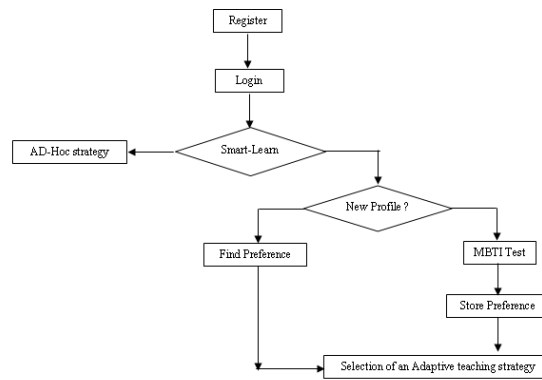 Register
Login
Smart-Learn
AD-Hoc strategy
New Profile ?
Find Preference
MBTI Test
Store Preference
Selection of an Adaptive teaching strategy